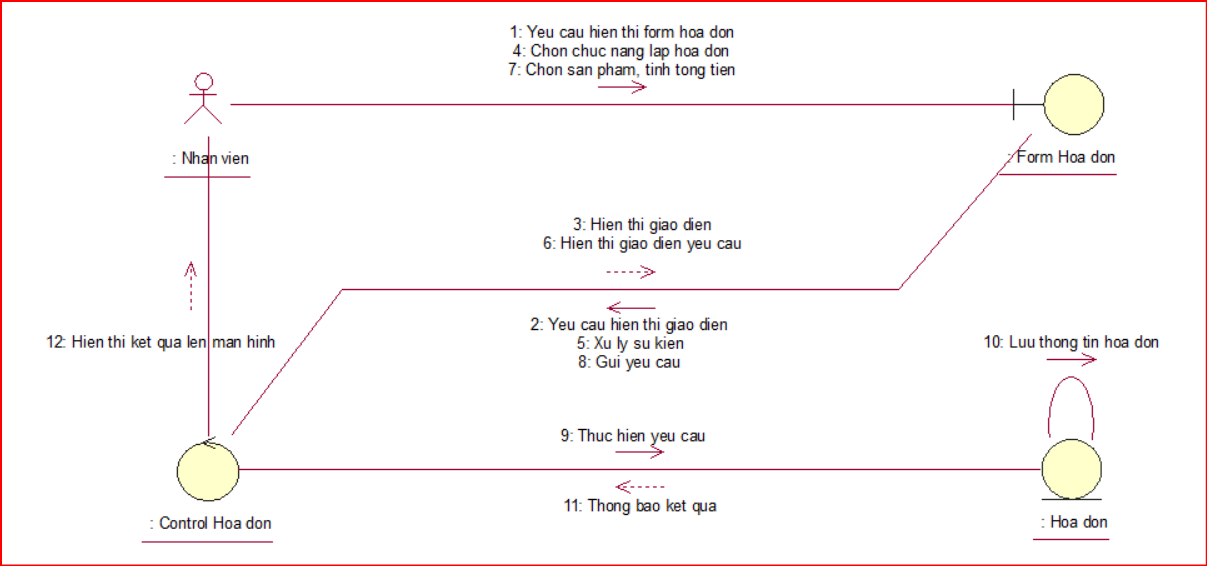 1: Yeu cau hien thi form hoa don
4: Chon chuc nang lap hoa don
7: Chon san pham, tinh tong tien
: Nhan vien
: Form Hoa don
3: Hien thi giao dien
6: Hien thi giao dien yeu cau
2: Yeu cau hien thi giao dien
5: Xu ly su kien
8: Gui yeu cau
12: Hien thi ket qua len man hinh
10: Luu thong tin hoa don
9: Thuc hien yeu cau
11: Thong bao ket qua
: Control Hoa don
: Hoa don